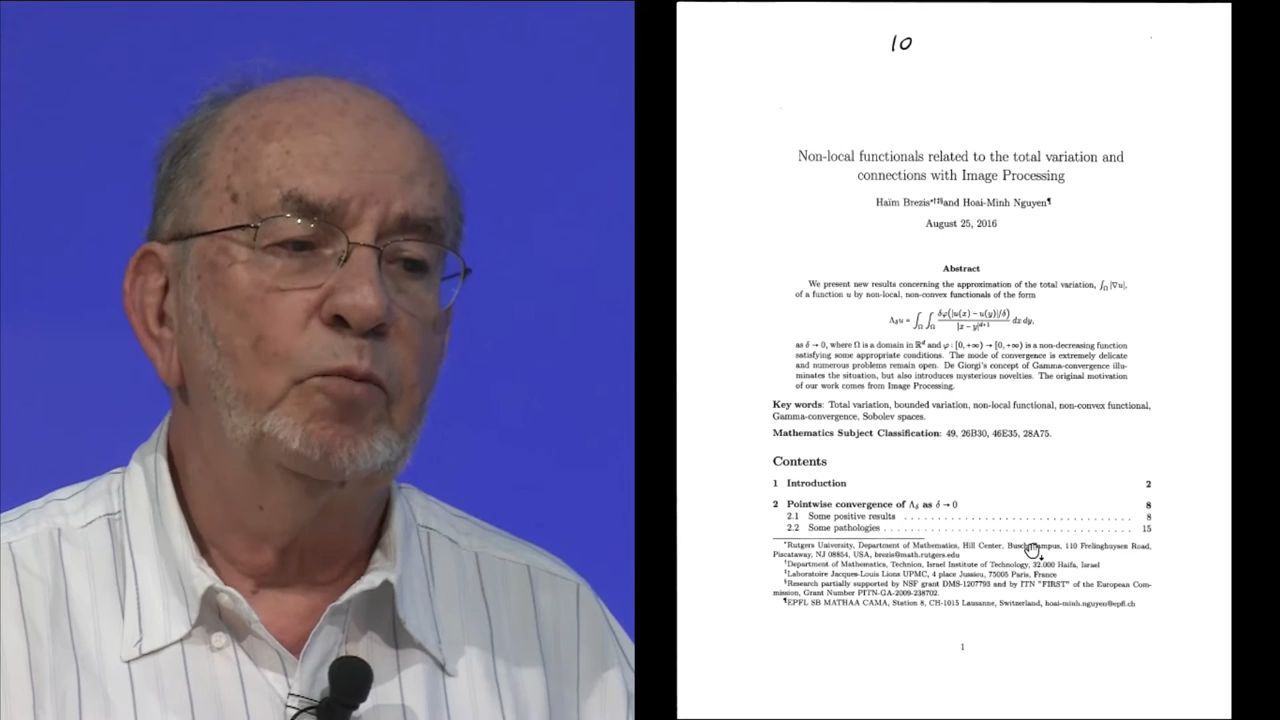 10
Non-local functionals related to the total variation and
connections with Image Processing
Haïm Brezis*†‡§and Hoai-Minh Nguyen¶
August 25, 2016
Abstract
We present new results concerning the approximation of the total variation, ∫_Ω |∇u|,
of a function u by non-local, non-convex functionals of the form
Λ_δ u = ∫_Ω ∫_Ω δφ(|u(x) − u(y)|/δ) / |x − y|^{d+1} dx dy,
as δ → 0, where Ω is a domain in ℝ^d and φ : [0, +∞) → [0, +∞) is a non-decreasing function
satisfying some appropriate conditions. The mode of convergence is extremely delicate
and numerous problems remain open. De Giorgi's concept of Gamma-convergence illu-
minates the situation, but also introduces mysterious novelties. The original motivation
of our work comes from Image Processing.
Key words: Total variation, bounded variation, non-local functional, non-convex functional,
Gamma-convergence, Sobolev spaces.
Mathematics Subject Classification: 49, 26B30, 46E35, 28A75.
Contents
1 Introduction 2
2 Pointwise convergence of Λ_δ as δ → 0 8
2.1 Some positive results . . . . . . . . . . . . . . . . . . . . . . . . . . . . . . . . . . 8
2.2 Some pathologies . . . . . . . . . . . . . . . . . . . . . . . . . . . . . . . . . . . . 15
*Rutgers University, Department of Mathematics, Hill Center, Busch Campus, 110 Frelinghuysen Road,
Piscataway, NJ 08854, USA, brezis@math.rutgers.edu
†Department of Mathematics, Technion, Israel Institute of Technology, 32.000 Haifa, Israel
‡Laboratoire Jacques-Louis Lions UPMC, 4 place Jussieu, 75005 Paris, France
§Research partially supported by NSF grant DMS-1207793 and by ITN "FIRST" of the European Com-
mission, Grant Number PITN-GA-2009-238702.
¶EPFL SB MATHAA CAMA, Station 8, CH-1015 Lausanne, Switzerland, hoai-minh.nguyen@epfl.ch
1